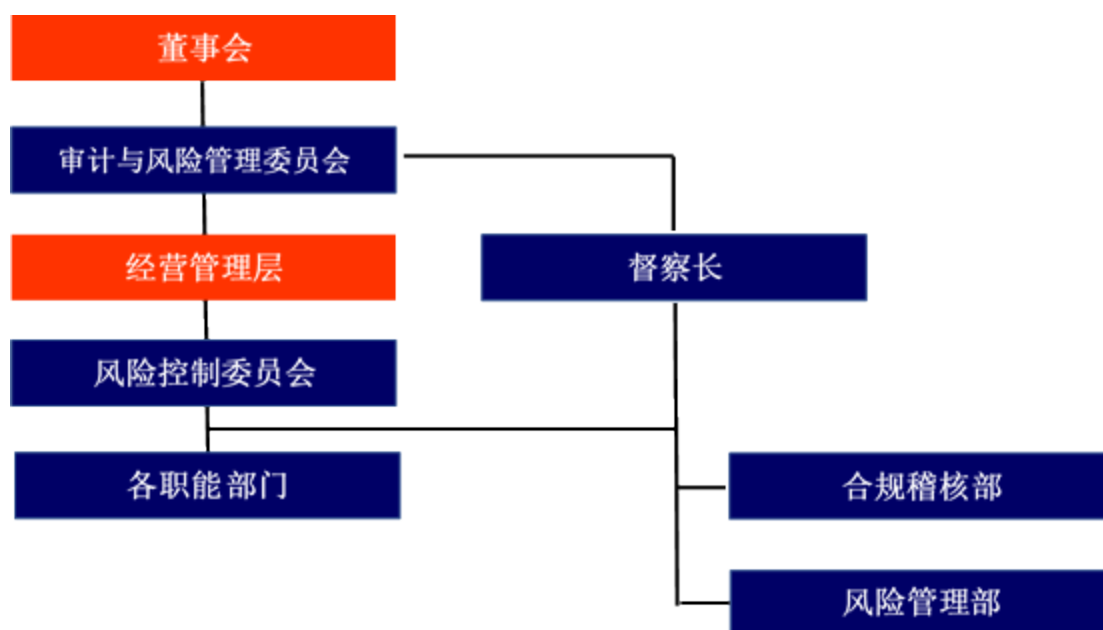 董事会
审计与风险管理委员会
经营管理层
督察长
风险控制委员会
各职能部门
合规稽核部
风险管理部